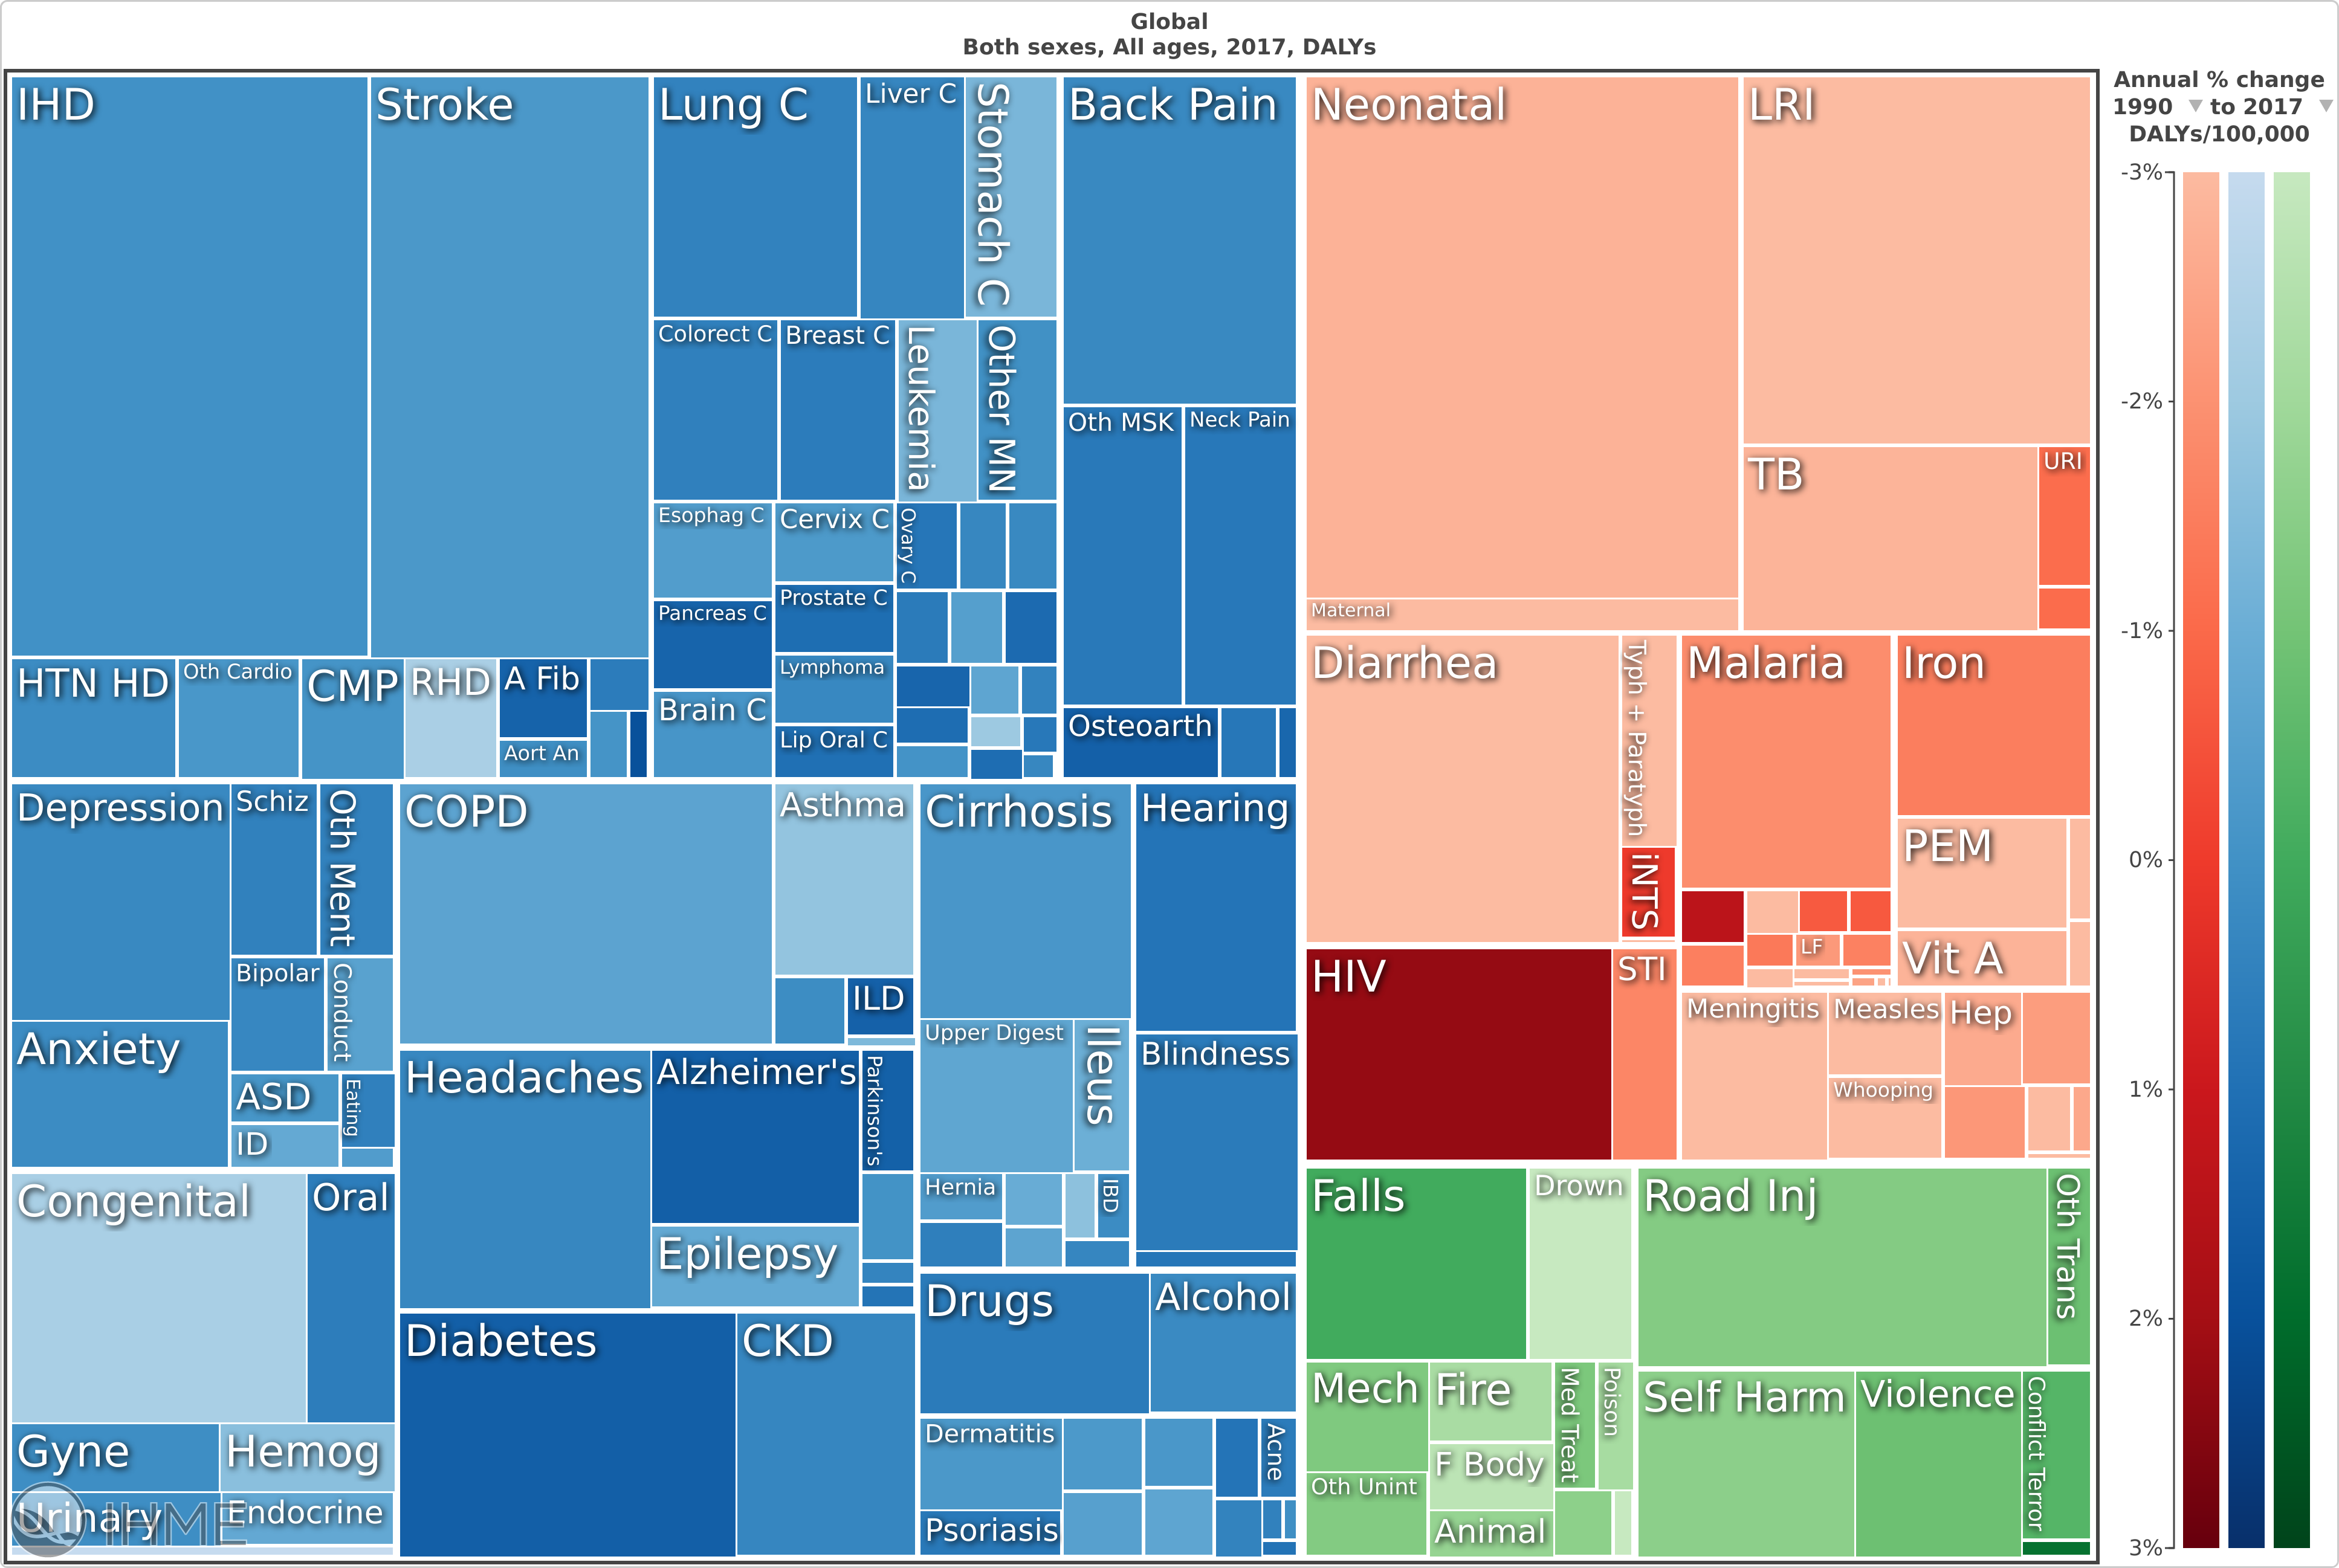 Global
Both sexes, All ages, 2017, DALYs
IHD
Stroke
Lung C
Liver C
Stomach C
Back Pain
Neonatal
LRI
Colorect C
Breast C
Leukemia
Other MN
Oth MSK
Neck Pain
TB
URI
Esophag C
Cervix C
Ovary C
Pancreas C
Prostate C
Maternal
HTN HD
Oth Cardio
CMP
RHD
A Fib
Aort An
Brain C
Lymphoma
Lip Oral C
Osteoarth
Diarrhea
Typh + Paratyph
iNTS
Malaria
Iron
PEM
Vit A
LF
Depression
Schiz
Oth Ment
COPD
Asthma
Cirrhosis
Hearing
Bipolar
Conduct
ILD
HIV
STI
Anxiety
ASD
Eating
ID
Headaches
Alzheimer's
Parkinson's
Upper Digest
Ileus
Blindness
Meningitis
Measles
Hep
Whooping
Congenital
Oral
Epilepsy
Hernia
IBD
Falls
Drown
Road Inj
Oth Trans
Diabetes
CKD
Drugs
Alcohol
Mech
Fire
Med Treat
Poison
Self Harm
Violence
Conflict Terror
Gyne
Hemog
Dermatitis
Acne
F Body
Oth Unint
Urinary
Endocrine
Psoriasis
Animal
IHME
Annual % change
1990 to 2017
DALYs/100,000
-3%
-2%
-1%
0%
1%
2%
3%